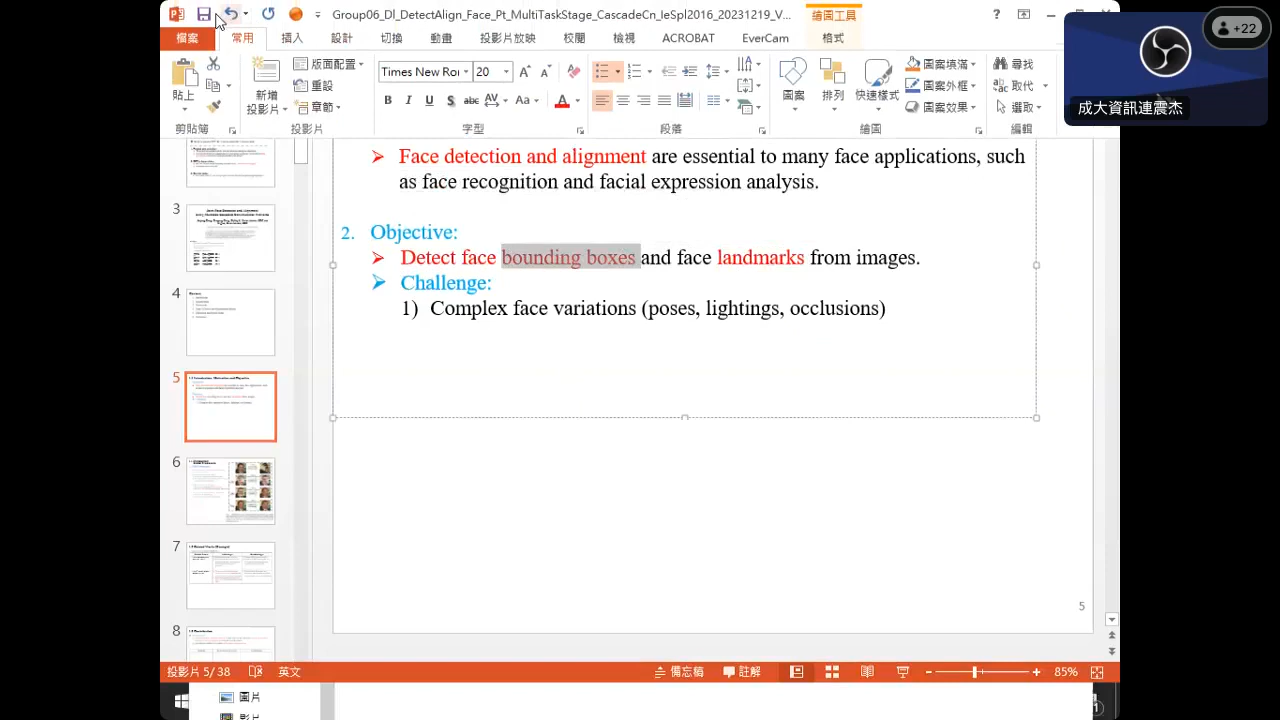 Group06_Dl_DetectAlign_Face_Pt_MultiTaskStage_CascadeCn_IeSpl2016_20231219_V...
繪圖工具
+22
檔案 常用 插入 設計 切換 動畫 投影片放映 校閱 檢視 ACROBAT EverCam 格式
成大資訊連震杰
貼上
新增
投影片
版面配置
重設
章節
Times New Roı 20
B I U S abc AV Aa A
圖案 排列 快速樣式
圖案填滿
圖案外框
圖案效果
尋找
取代
選取
剪貼簿 投影片 字型 段落 繪圖 編輯
3
4
5
6
7
8
Face detection and alignment are essential to many face applications, such
as face recognition and facial expression analysis.
2. Objective:
Detect face bounding boxes and face landmarks from images.
Challenge:
1) Complex face variations (poses, lightings, occlusions)
5
投影片 5/38 英文 備忘稿 註解 85%
圖片